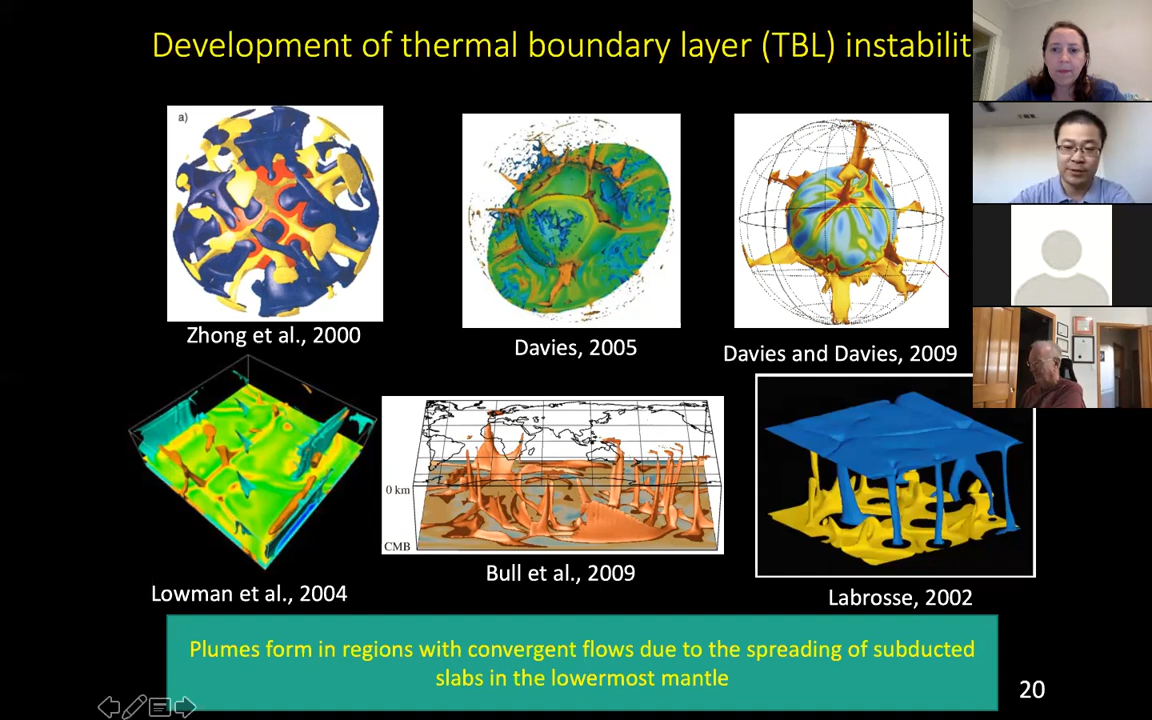 Development of thermal boundary layer (TBL) instabilit
a)
Zhong et al., 2000
Davies, 2005
Davies and Davies, 2009
0 km
CMB
Lowman et al., 2004
Bull et al., 2009
Labrosse, 2002
Plumes form in regions with convergent flows due to the spreading of subducted
slabs in the lowermost mantle
20